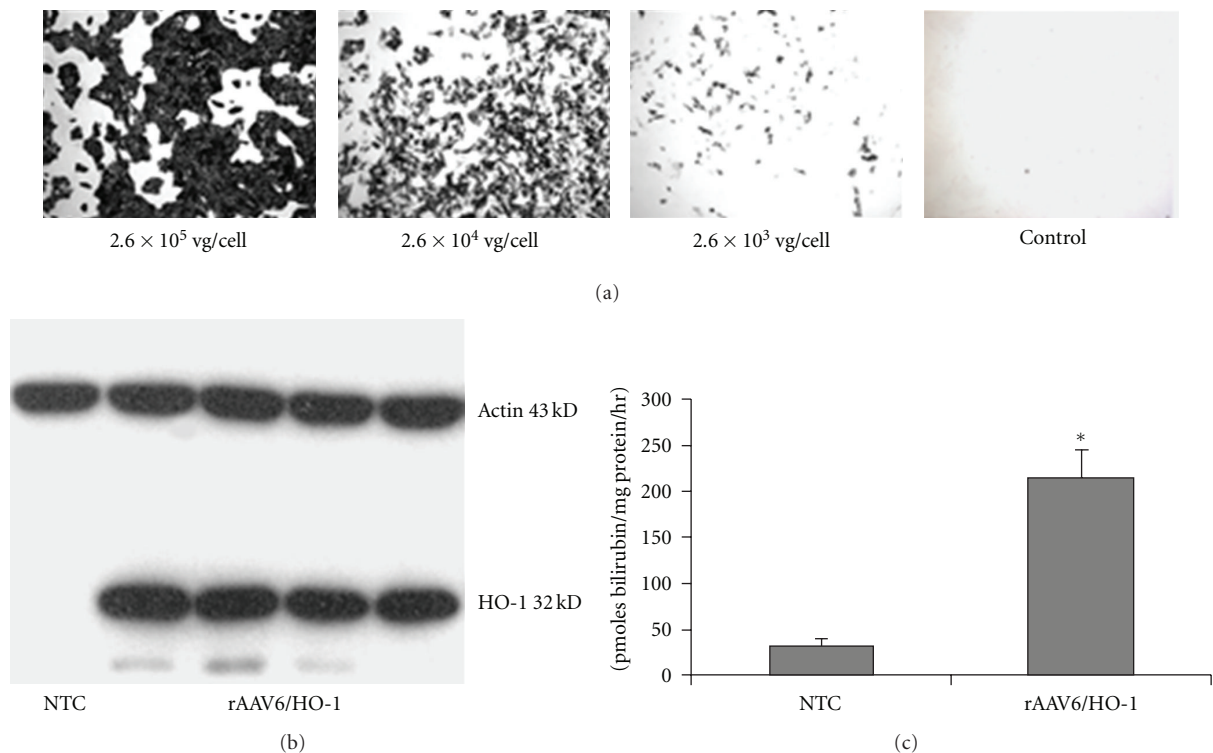 2.6 × 10⁵ vg/cell
2.6 × 10⁴ vg/cell
2.6 × 10³ vg/cell
Control
(a)
Actin 43 kD
HO-1 32 kD
NTC
rAAV6/HO-1
(b)
(pmoles bilirubin/mg protein/hr)
300
250
200
150
100
50
0
*
NTC
rAAV6/HO-1
(c)